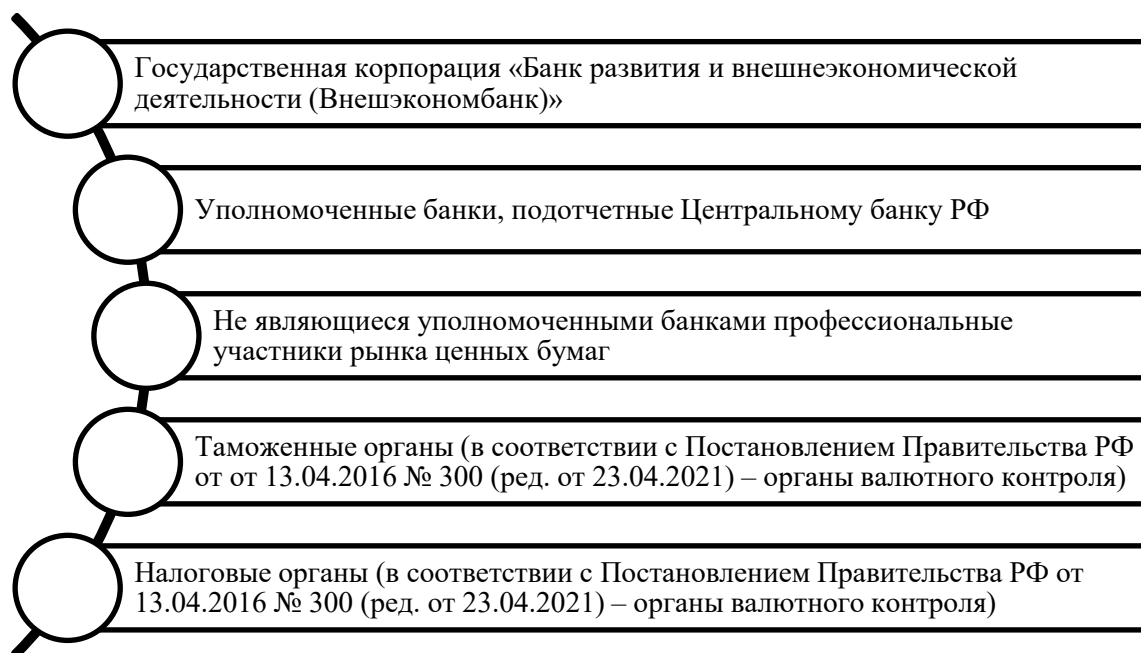 Государственная корпорация «Банк развития и внешнеэкономической
деятельности (Внешэкономбанк)»
Уполномоченные банки, подотчетные Центральному банку РФ
Не являющиеся уполномоченными банками профессиональные
участники рынка ценных бумаг
Таможенные органы (в соответствии с Постановлением Правительства РФ
от от 13.04.2016 № 300 (ред. от 23.04.2021) – органы валютного контроля)
Налоговые органы (в соответствии с Постановлением Правительства РФ от
13.04.2016 № 300 (ред. от 23.04.2021) – органы валютного контроля)